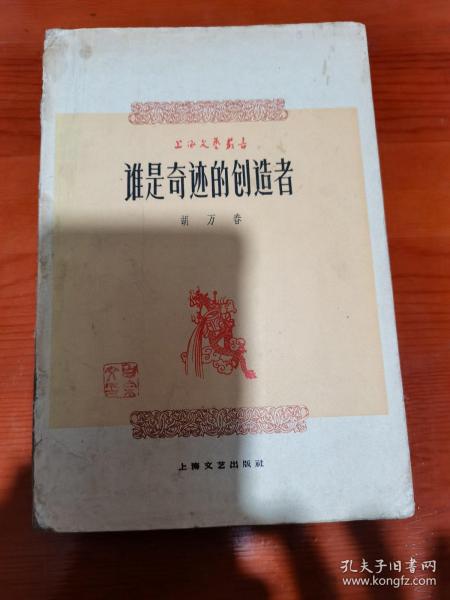 上海文艺丛书
谁是奇迹的创造者
胡万春
上海文艺出版社
孔夫子旧书网
www.kongfz.com